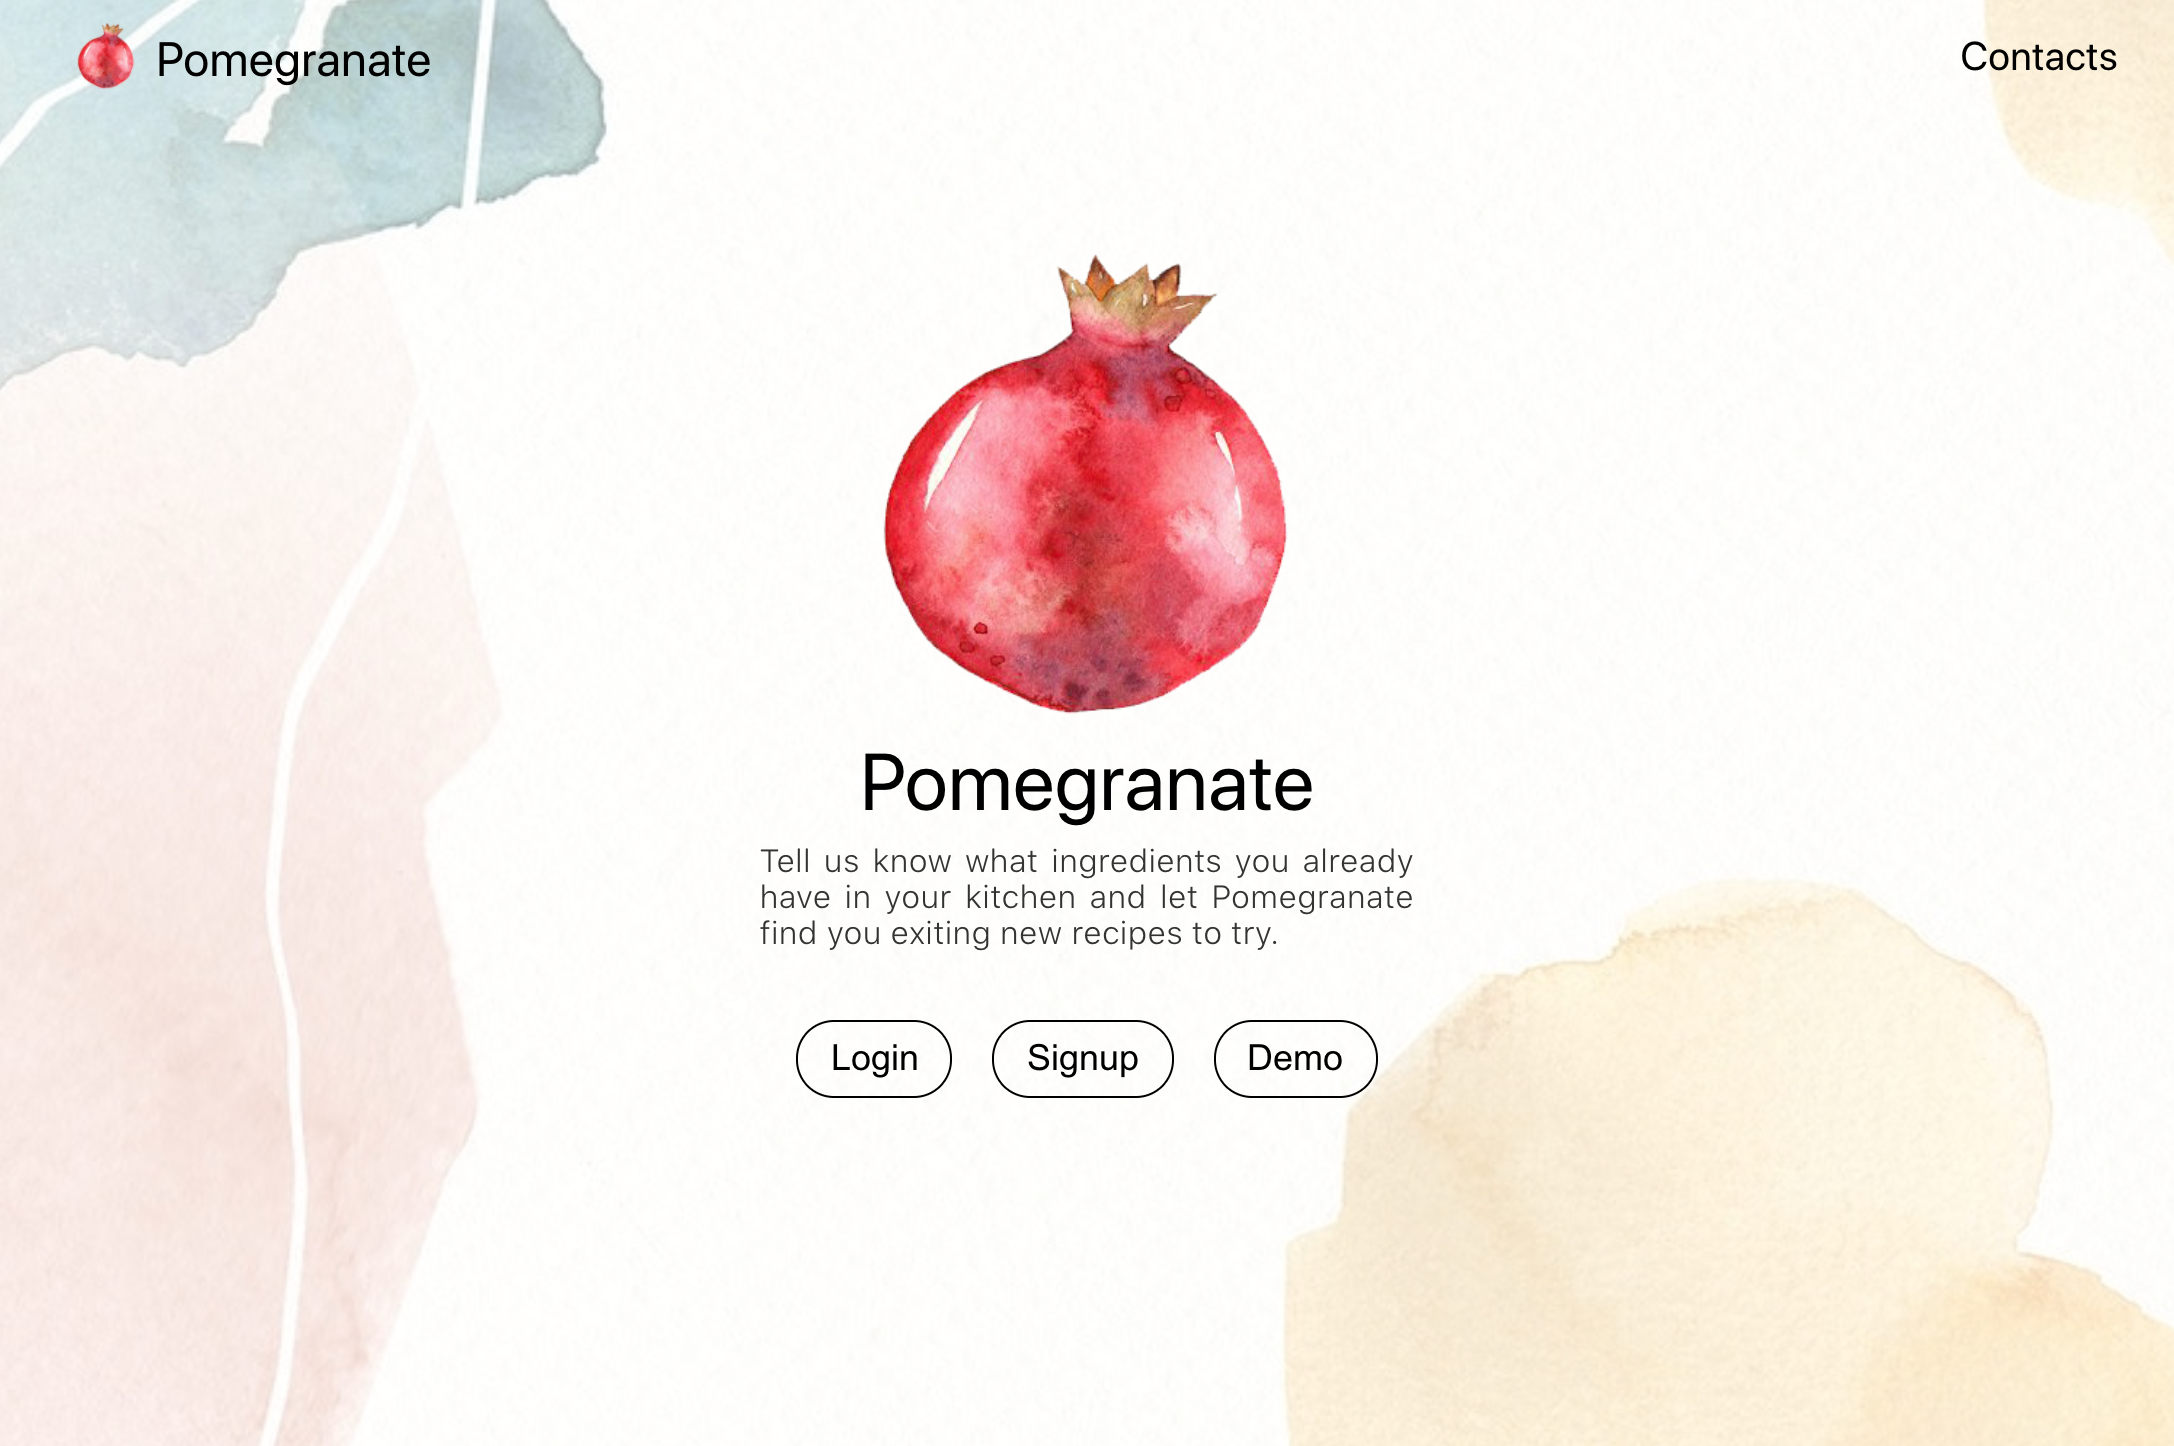 Pomegranate
Contacts
Pomegranate
Tell us know what ingredients you already
have in your kitchen and let Pomegranate
find you exiting new recipes to try.
Login
Signup
Demo